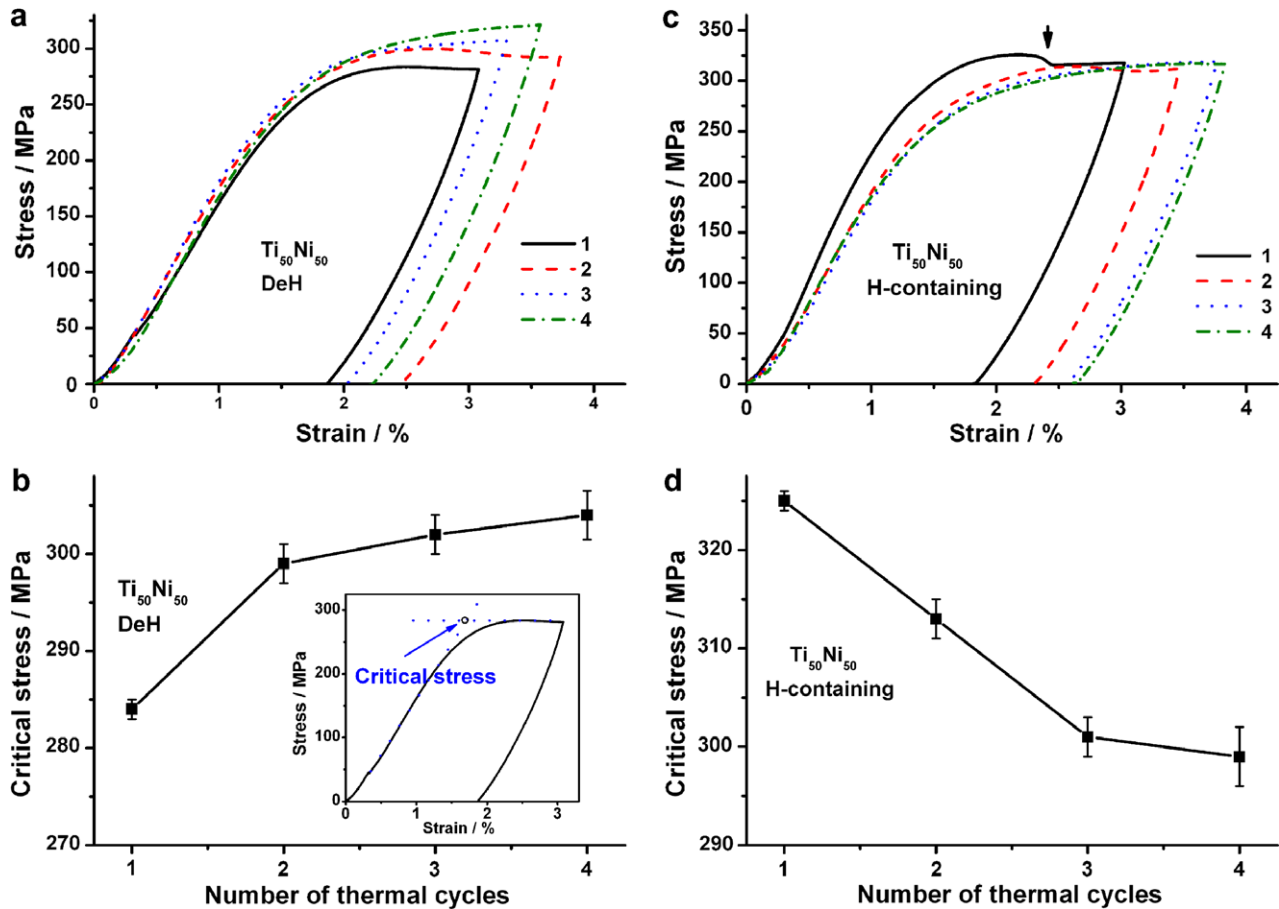 a
Stress / MPa
300
250
200
150
100
50
0
Ti50Ni50
DeH
1
2
3
4
0 1 2 3 4
Strain / %
c
Stress / MPa
350
300
250
200
150
100
50
0
Ti50Ni50
H-containing
1
2
3
4
0 1 2 3 4
Strain / %
b
Critical stress / MPa
300
290
280
270
Ti50Ni50
DeH
Stress / MPa
300
200
100
0
Critical stress
0 1 2 3
Strain / %
1 2 3 4
Number of thermal cycles
d
Critical stress / MPa
320
310
300
290
Ti50Ni50
H-containing
1 2 3 4
Number of thermal cycles